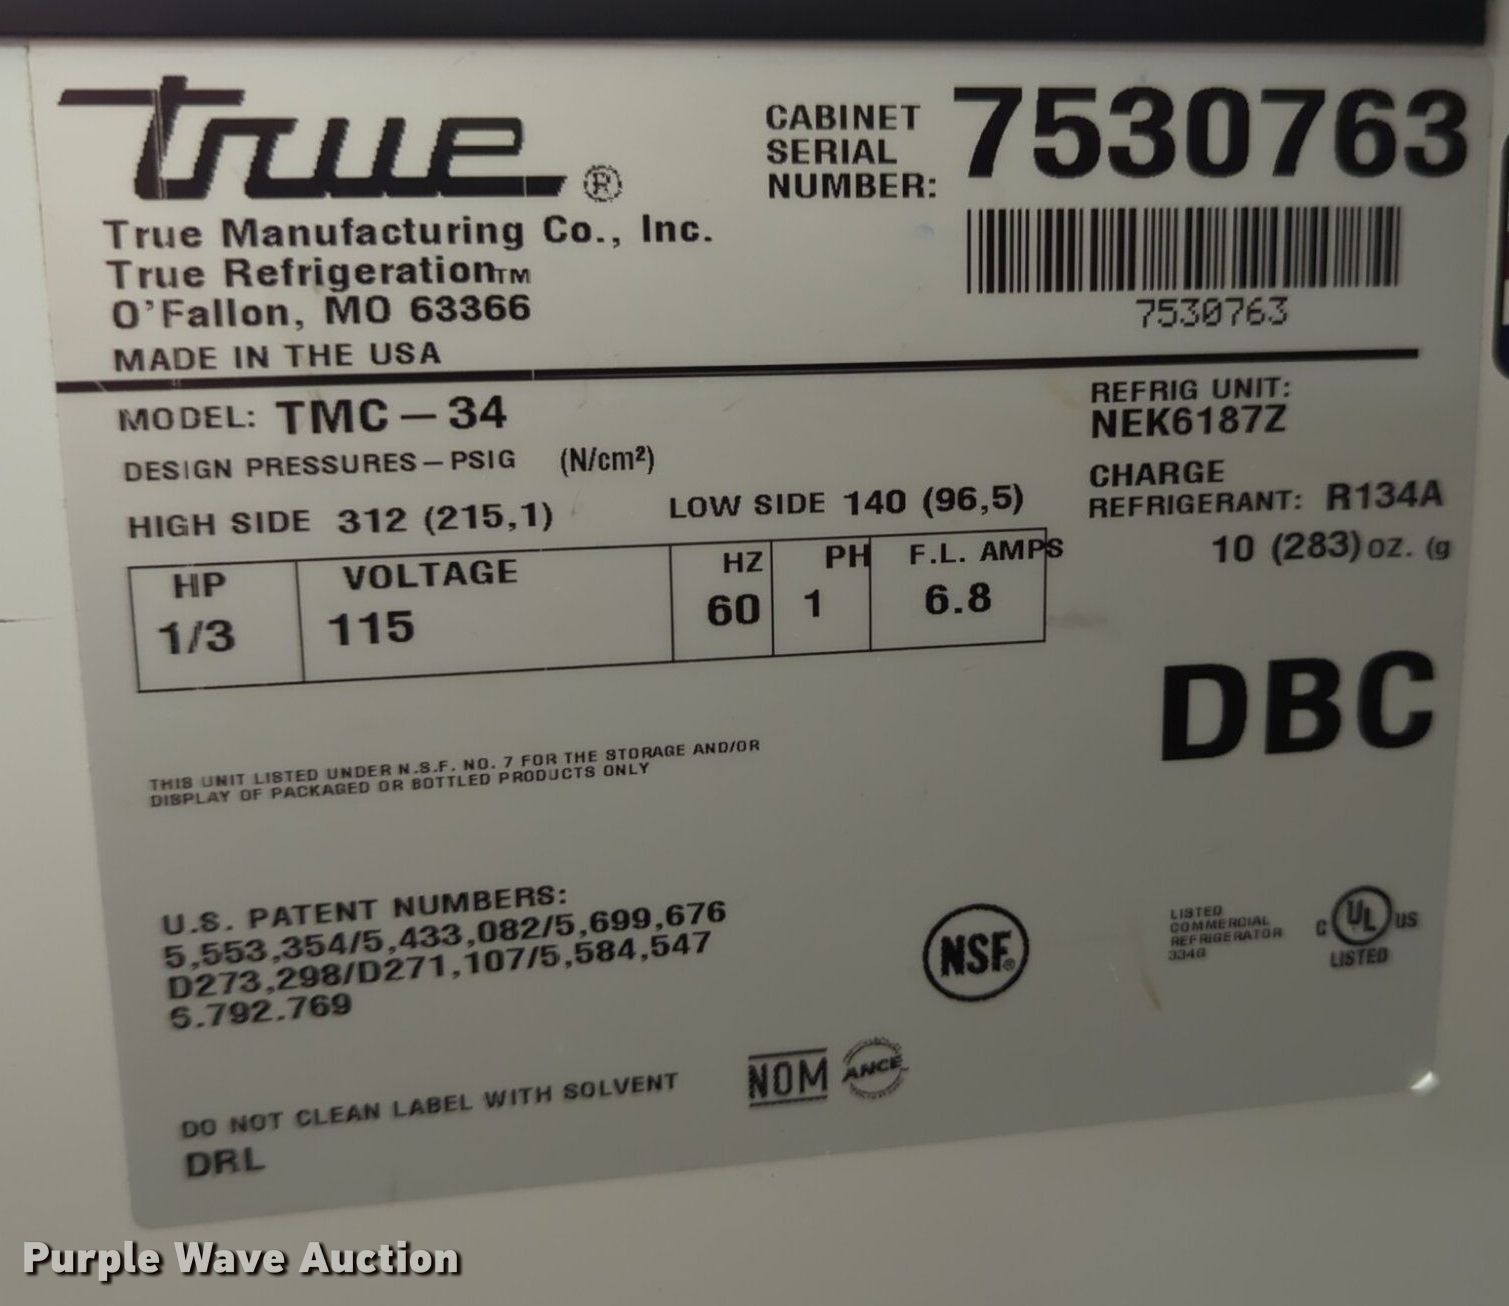 true®
True Manufacturing Co., Inc.
True Refrigeration™
O'Fallon, MO 63366
MADE IN THE USA
CABINET
SERIAL
NUMBER: 7530763
7530763
MODEL: TMC-34
DESIGN PRESSURES-PSIG (N/cm²)
HIGH SIDE 312 (215,1) LOW SIDE 140 (96,5)
REFRIG UNIT:
NEK6187Z
CHARGE
REFRIGERANT: R134A
10 (283) oz. (g
HP VOLTAGE HZ PH F.L. AMPS
1/3 115 60 1 6.8
DBC
THIS UNIT LISTED UNDER N.S.F. NO. 7 FOR THE STORAGE AND/OR
DISPLAY OF PACKAGED OR BOTTLED PRODUCTS ONLY
U.S. PATENT NUMBERS:
5,553,354/5,433,082/5,699,676
D273,298/D271,107/5,584,547
5.792.769
NSF®
LISTED
COMMERCIAL
REFRIGERATOR
334G
C UL US
LISTED
NOM ANCE
DO NOT CLEAN LABEL WITH SOLVENT
DRL
Purple Wave Auction